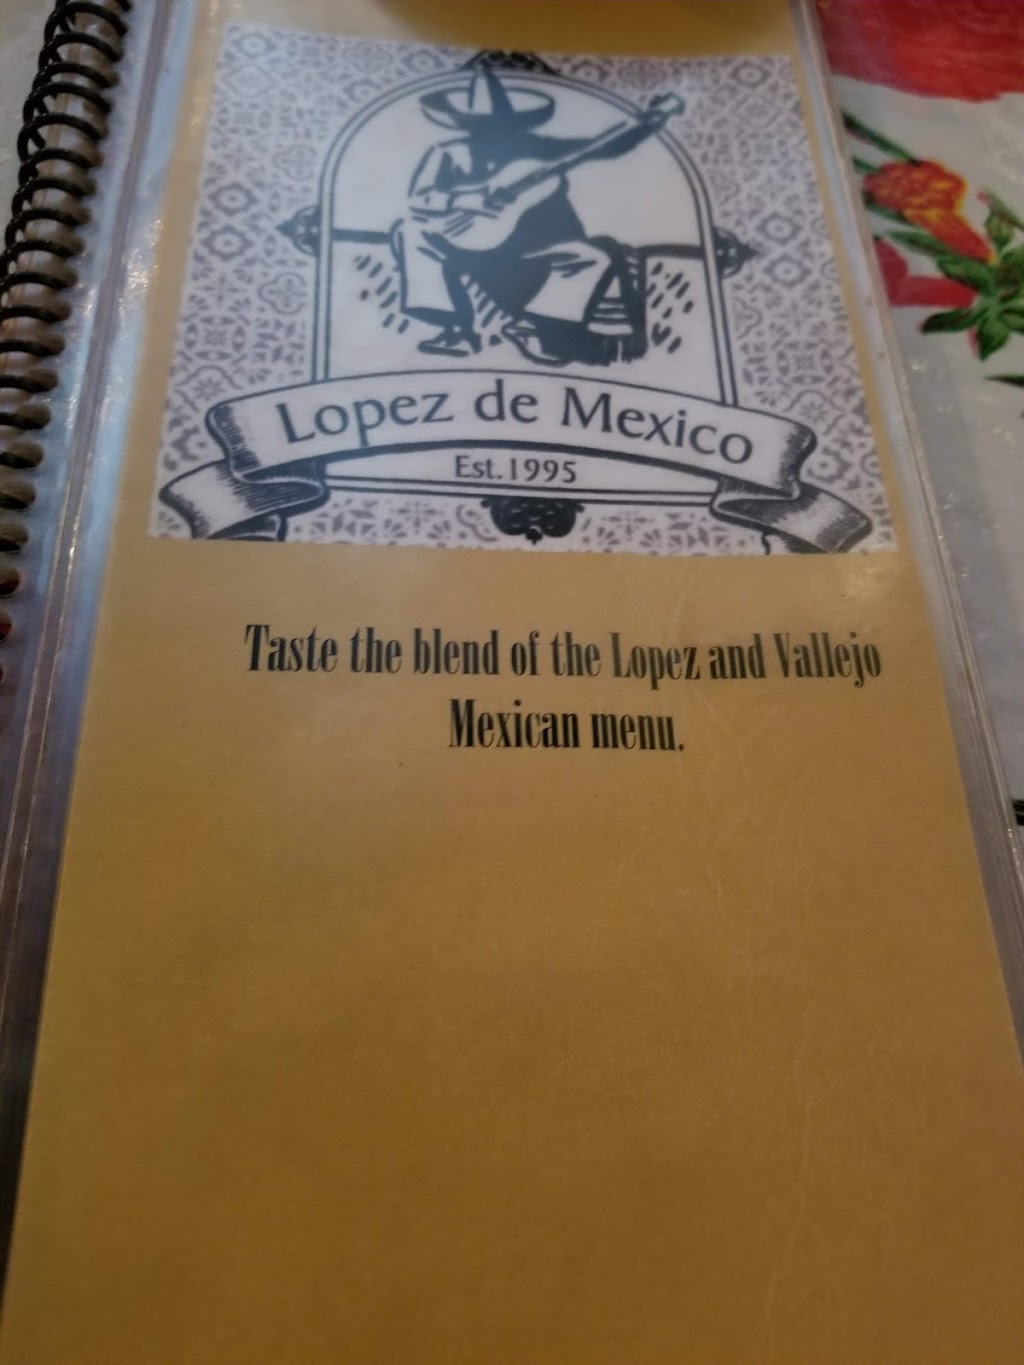 Lopez de Mexico
Est.1995
Taste the blend of the Lopez and Vallejo
Mexican menu.